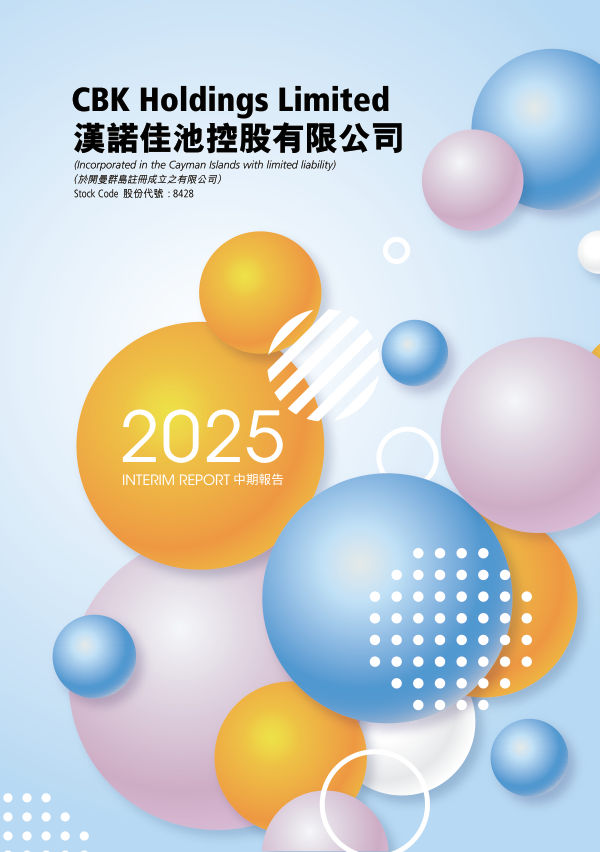 CBK Holdings Limited
漢諾佳池控股有限公司
(Incorporated in the Cayman Islands with limited liability)
(於開曼群島註冊成立之有限公司)
Stock Code 股份代號 : 8428
2025
INTERIM REPORT 中期報告